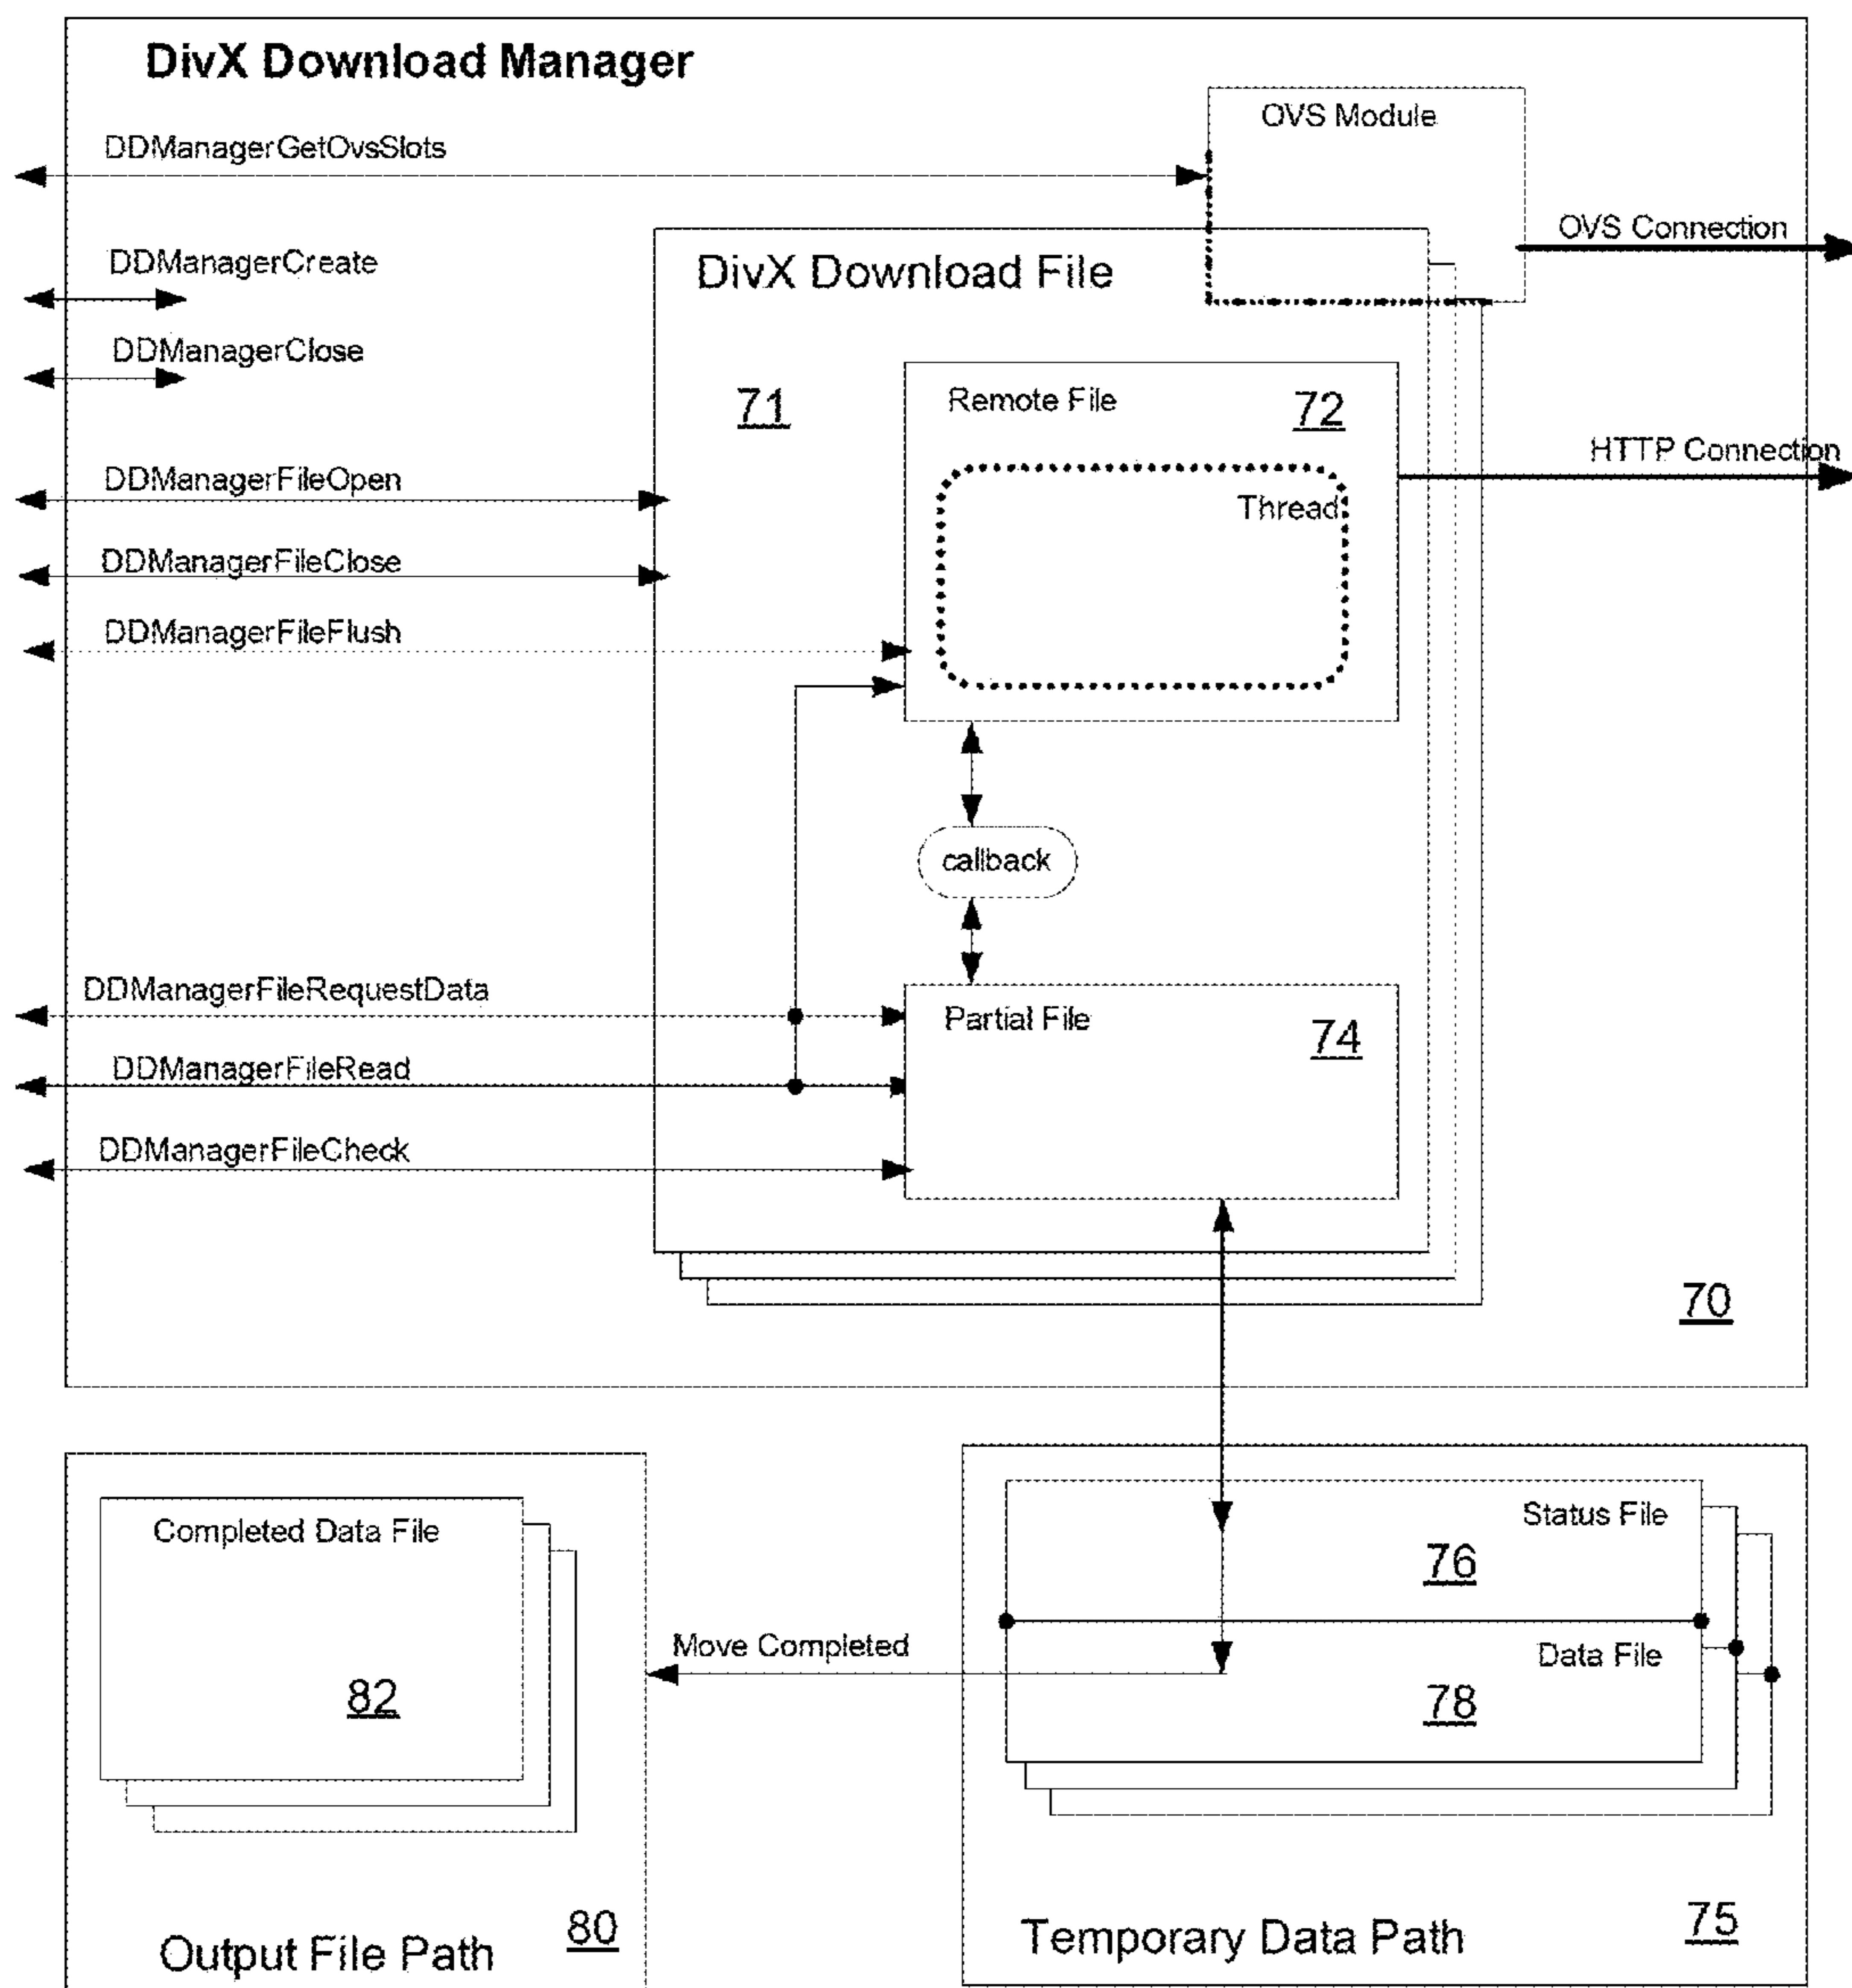 DivX Download Manager
OVS Module
DDManagerGetOvsSlots
OVS Connection
DDManagerCreate
DivX Download File
DDManagerClose
71
Remote File
72
HTTP Connection
DDManagerFileOpen
Thread
DDManagerFileClose
DDManagerFileFlush
callback
DDManagerFileRequestData
Partial File
74
DDManagerFileRead
DDManagerFileCheck
70
Completed Data File
Status File
76
Move Completed
Data File
82
78
Output File Path
80
Temporary Data Path
75